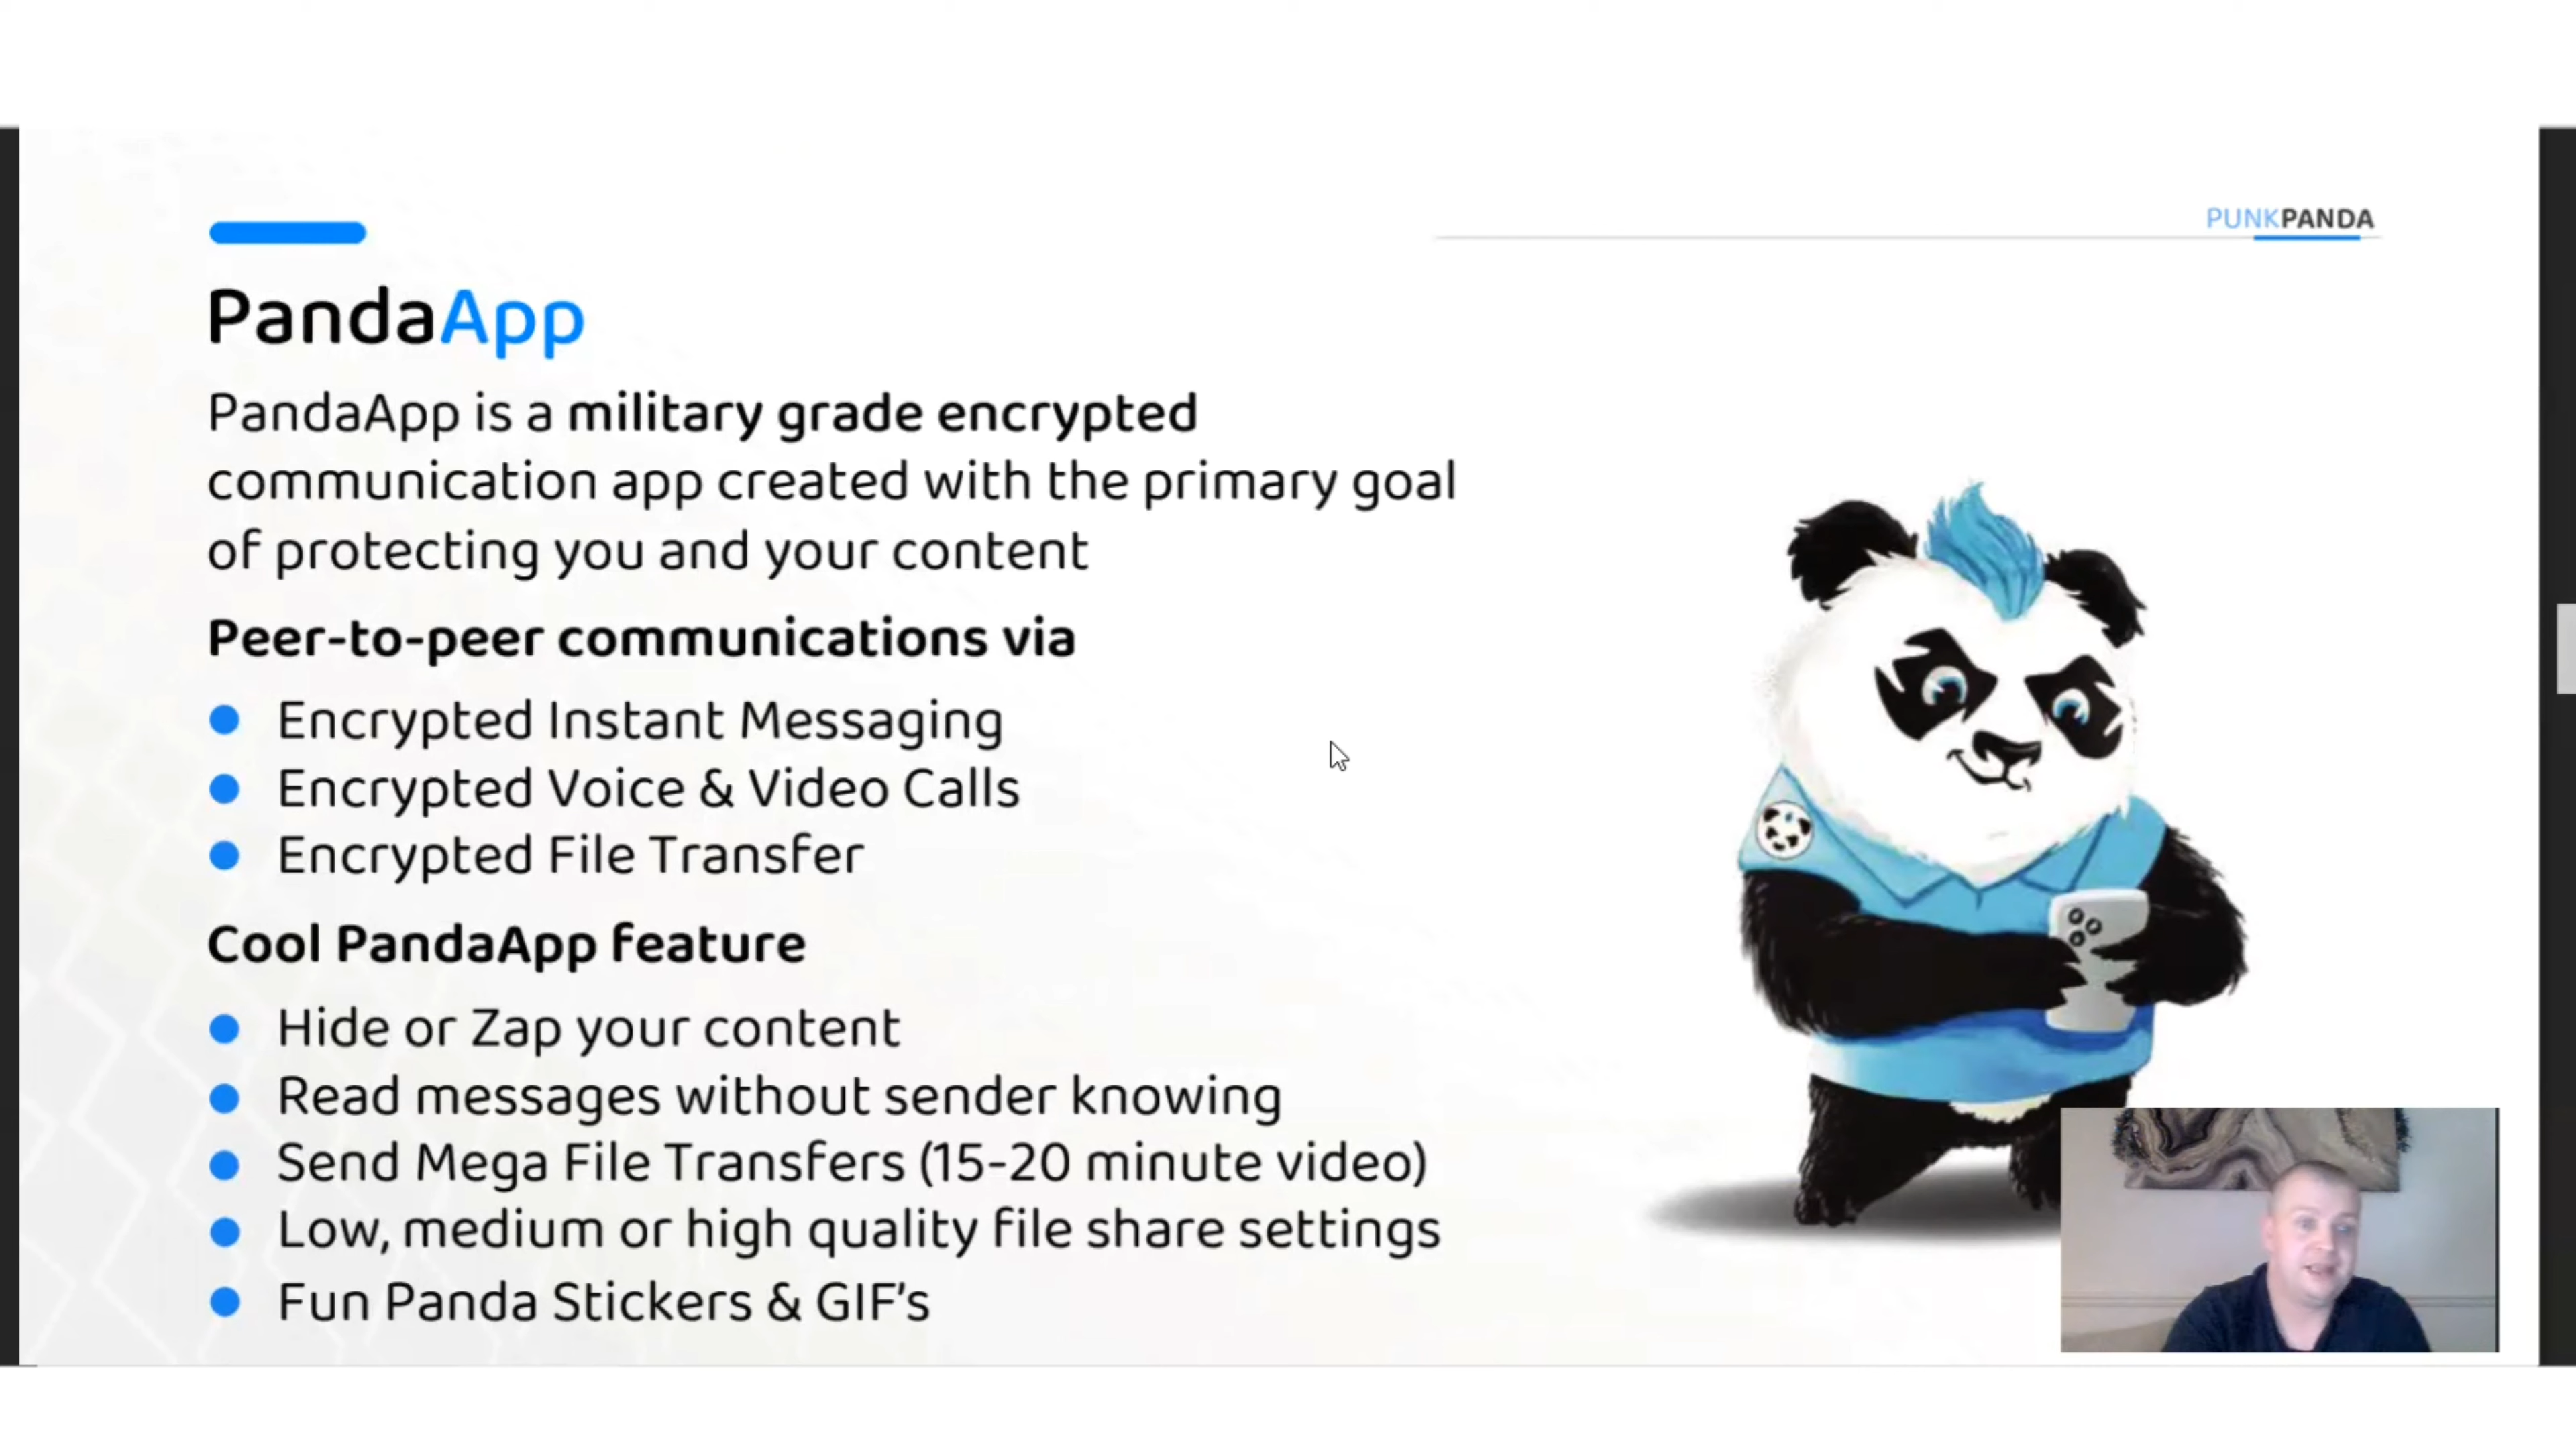 PUNKPANDA
PandaApp
PandaApp is a military grade encrypted
communication app created with the primary goal
of protecting you and your content
Peer-to-peer communications via
Encrypted Instant Messaging
Encrypted Voice & Video Calls
Encrypted File Transfer
Cool PandaApp feature
Hide or Zap your content
Read messages without sender knowing
Send Mega File Transfers (15-20 minute video)
Low, medium or high quality file share settings
Fun Panda Stickers & GIF's